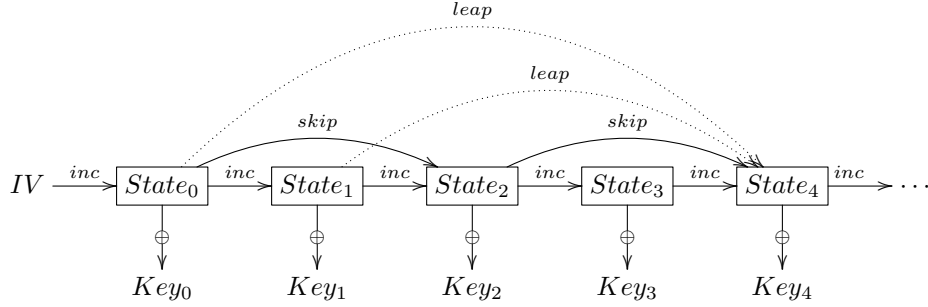 leap
leap
skip skip
IV inc State₀ inc State₁ inc State₂ inc State₃ inc State₄ inc ⋯
⊕ ⊕ ⊕ ⊕ ⊕
Key₀ Key₁ Key₂ Key₃ Key₄